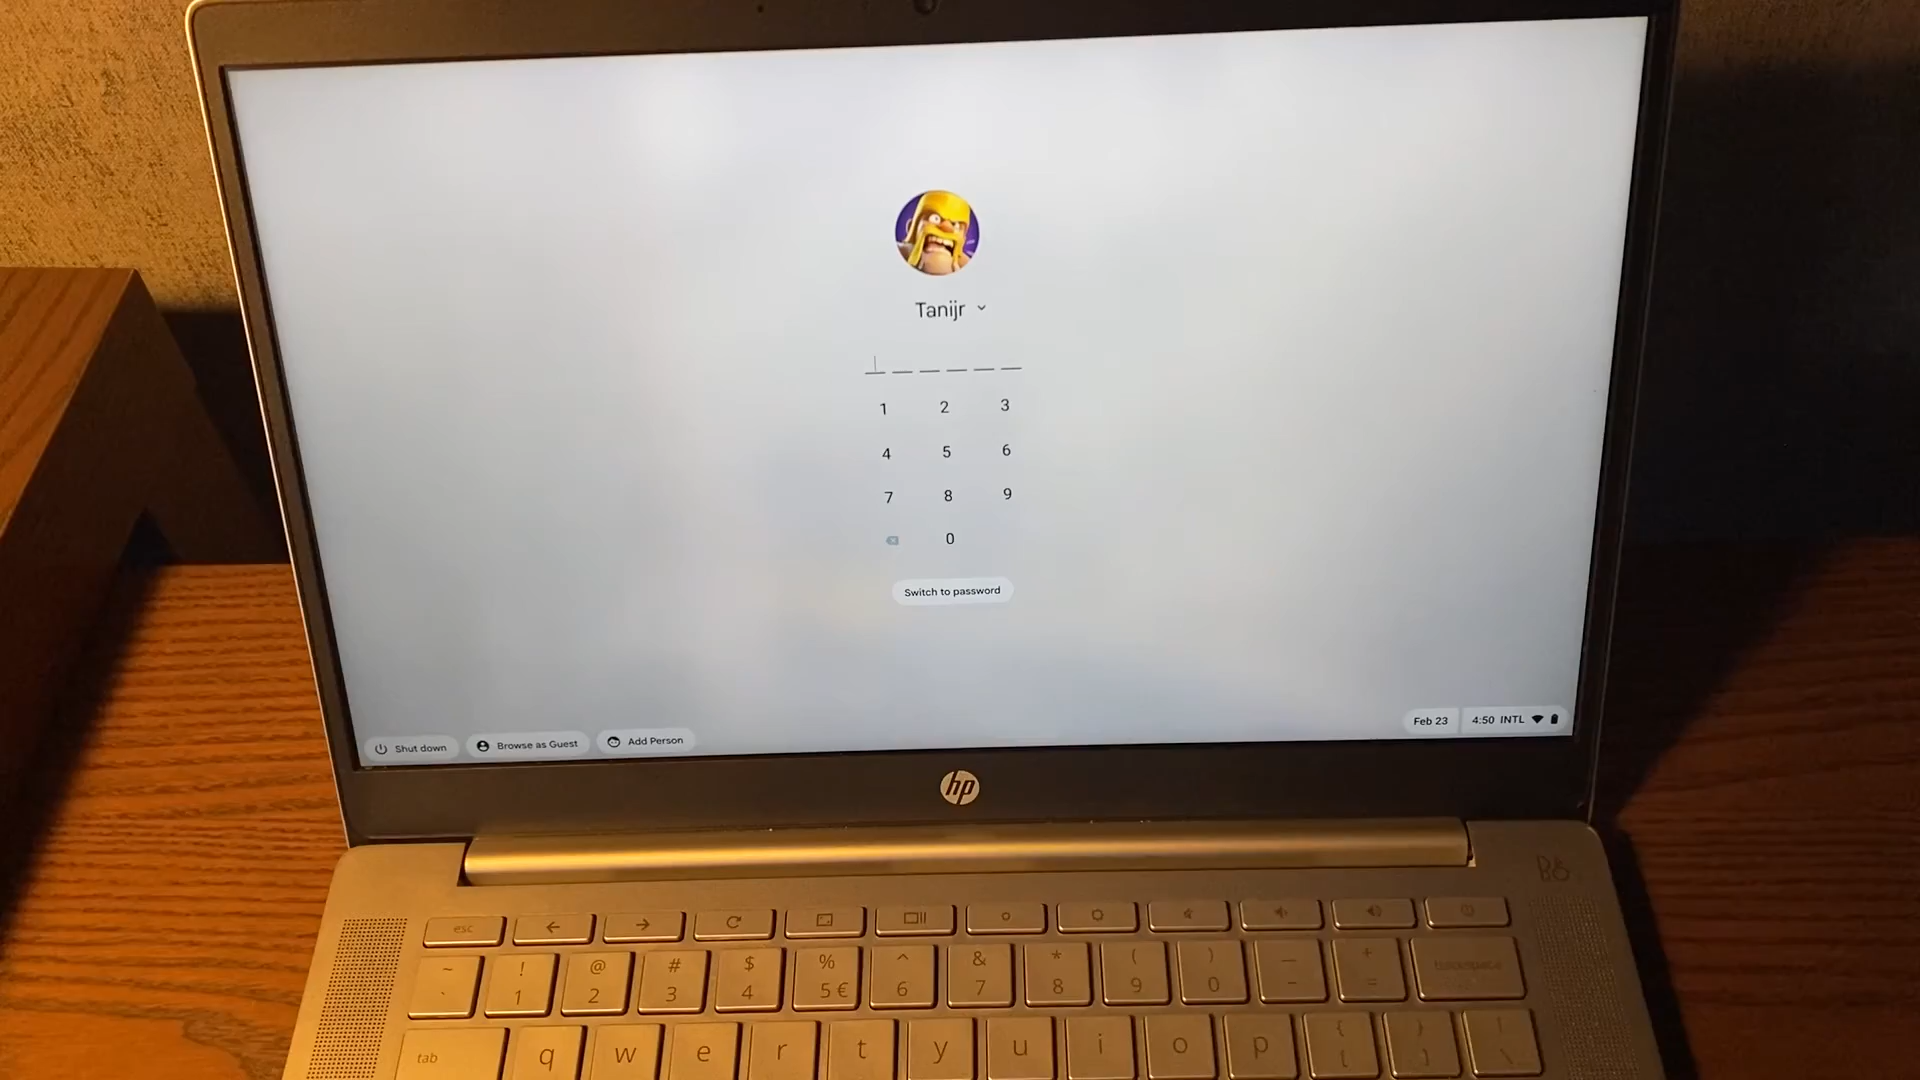 Tanijr
1 2 3
4 5 6
7 8 9
0
Switch to password
Shut down
Browse as Guest
Add Person
Feb 23
4:50 INTL
hp
B&O
esc
~ ! @ # $ % ^ & * ( ) — +
` 1 2 3 4 5 € 6 7 8 9 0 - =
backspace
tab q w e r t y u i o p { }
[ ] \